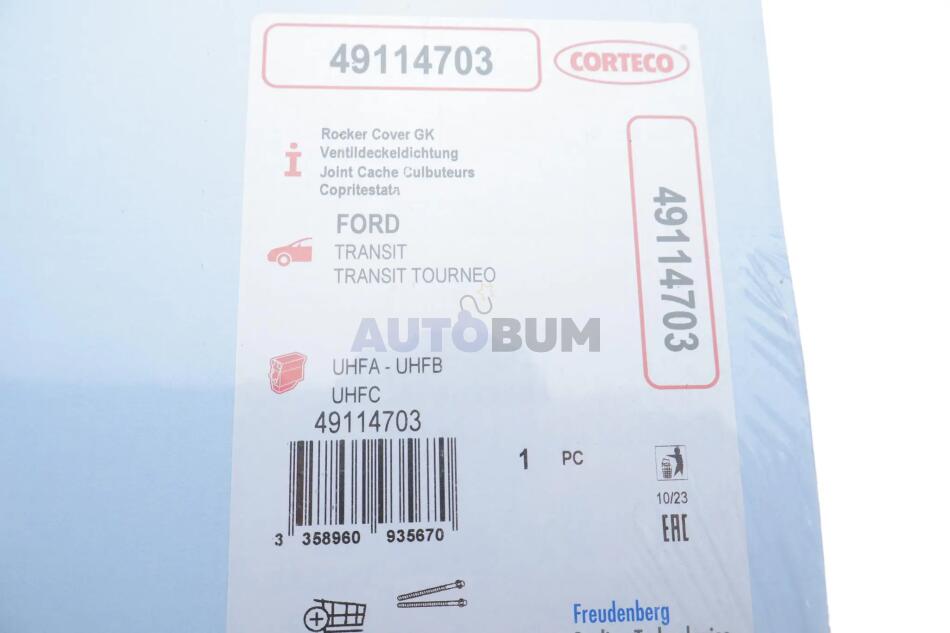 49114703
CORTECO®
Rocker Cover GK
Ventildeckeldichtung
Joint Cache Culbuteurs
Copritestata
FORD
TRANSIT
TRANSIT TOURNEO
49114703
AUTOBUM
UHFA - UHFB
UHFC
49114703
1 PC
10/23
EAC
3 358960 935670
Freudenberg